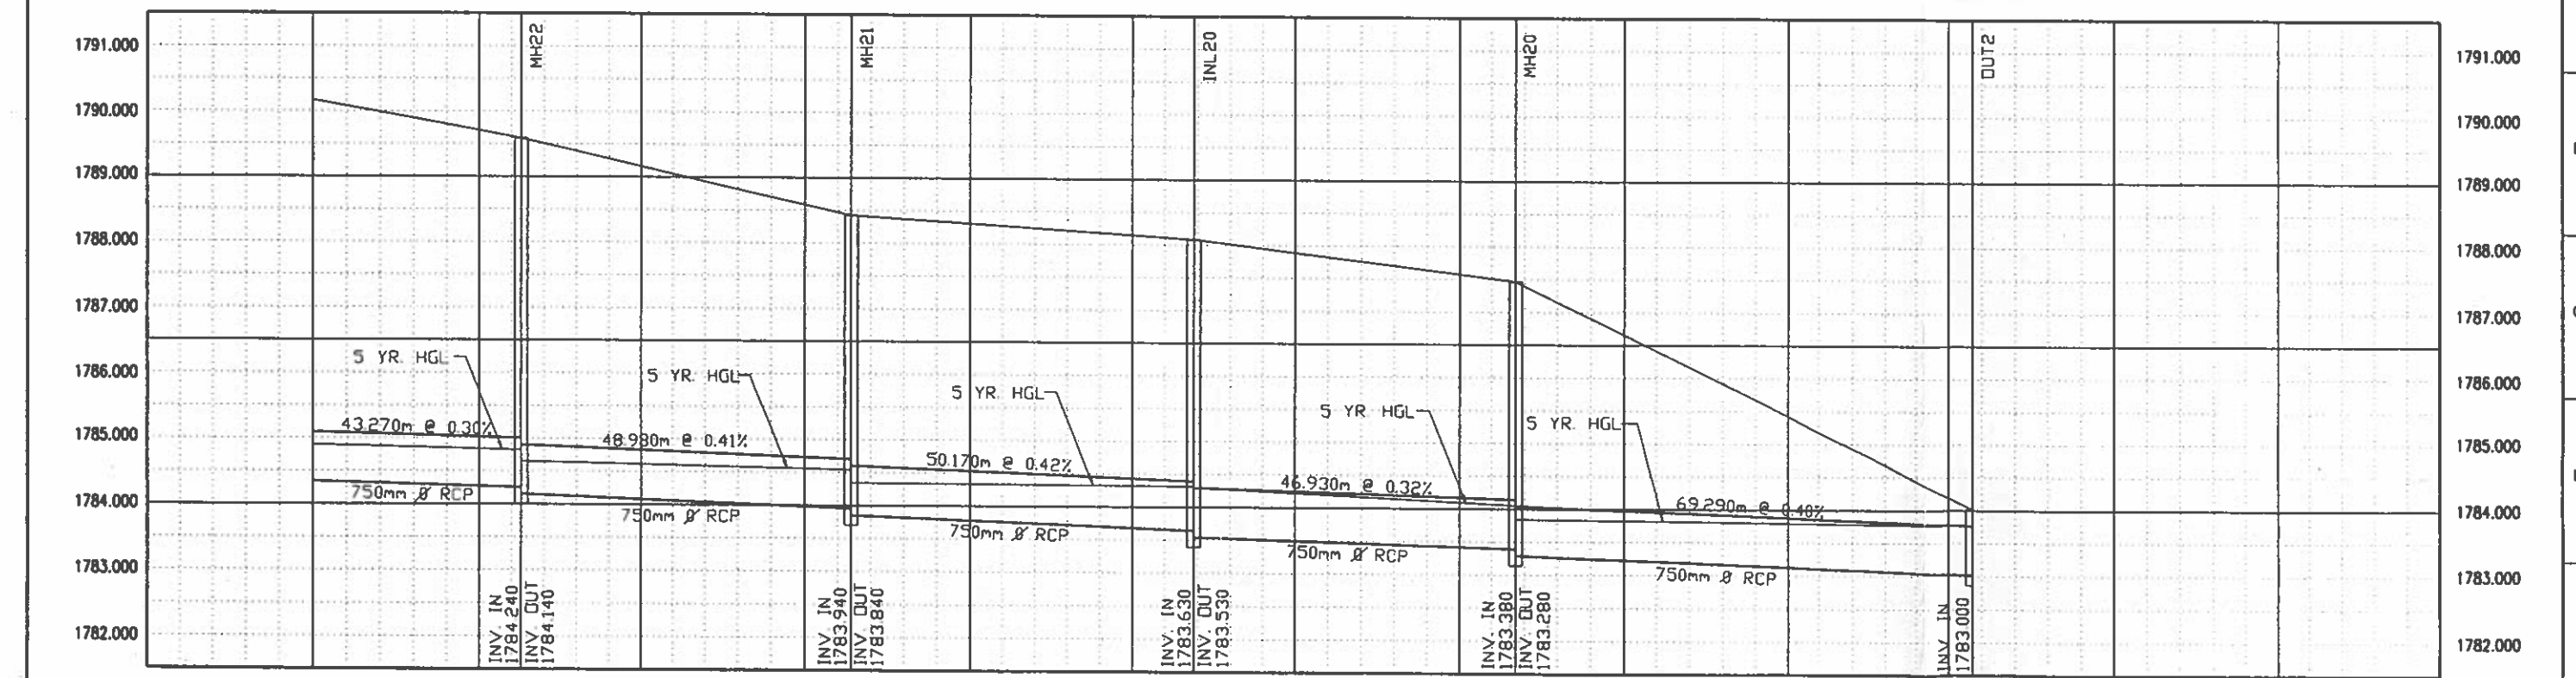 MH22
MH21
INL20
MH20
OUT2
1791.000
1790.000
1789.000
1788.000
1787.000
1786.000
1785.000
1784.000
1783.000
1782.000
1791.000
1790.000
1789.000
1788.000
1787.000
1786.000
1785.000
1784.000
1783.000
1782.000
5 YR. HGL
5 YR. HGL
5 YR. HGL
5 YR HGL
5 YR. HGL
43.270m @ 0.30%
48.980m @ 0.41%
50.170m @ 0.42%
46.930m @ 0.32%
69.290m @ 0.40%
750mm Ø RCP
750mm Ø RCP
750mm Ø RCP
750mm Ø RCP
750mm Ø RCP
INV. IN
1784.240
INV. OUT
1784.140
INV. IN
1783.940
INV. OUT
1783.840
INV. IN
1783.630
INV. OUT
1783.530
INV. IN
1783.380
INV. OUT
1783.280
INV. IN
1783.000